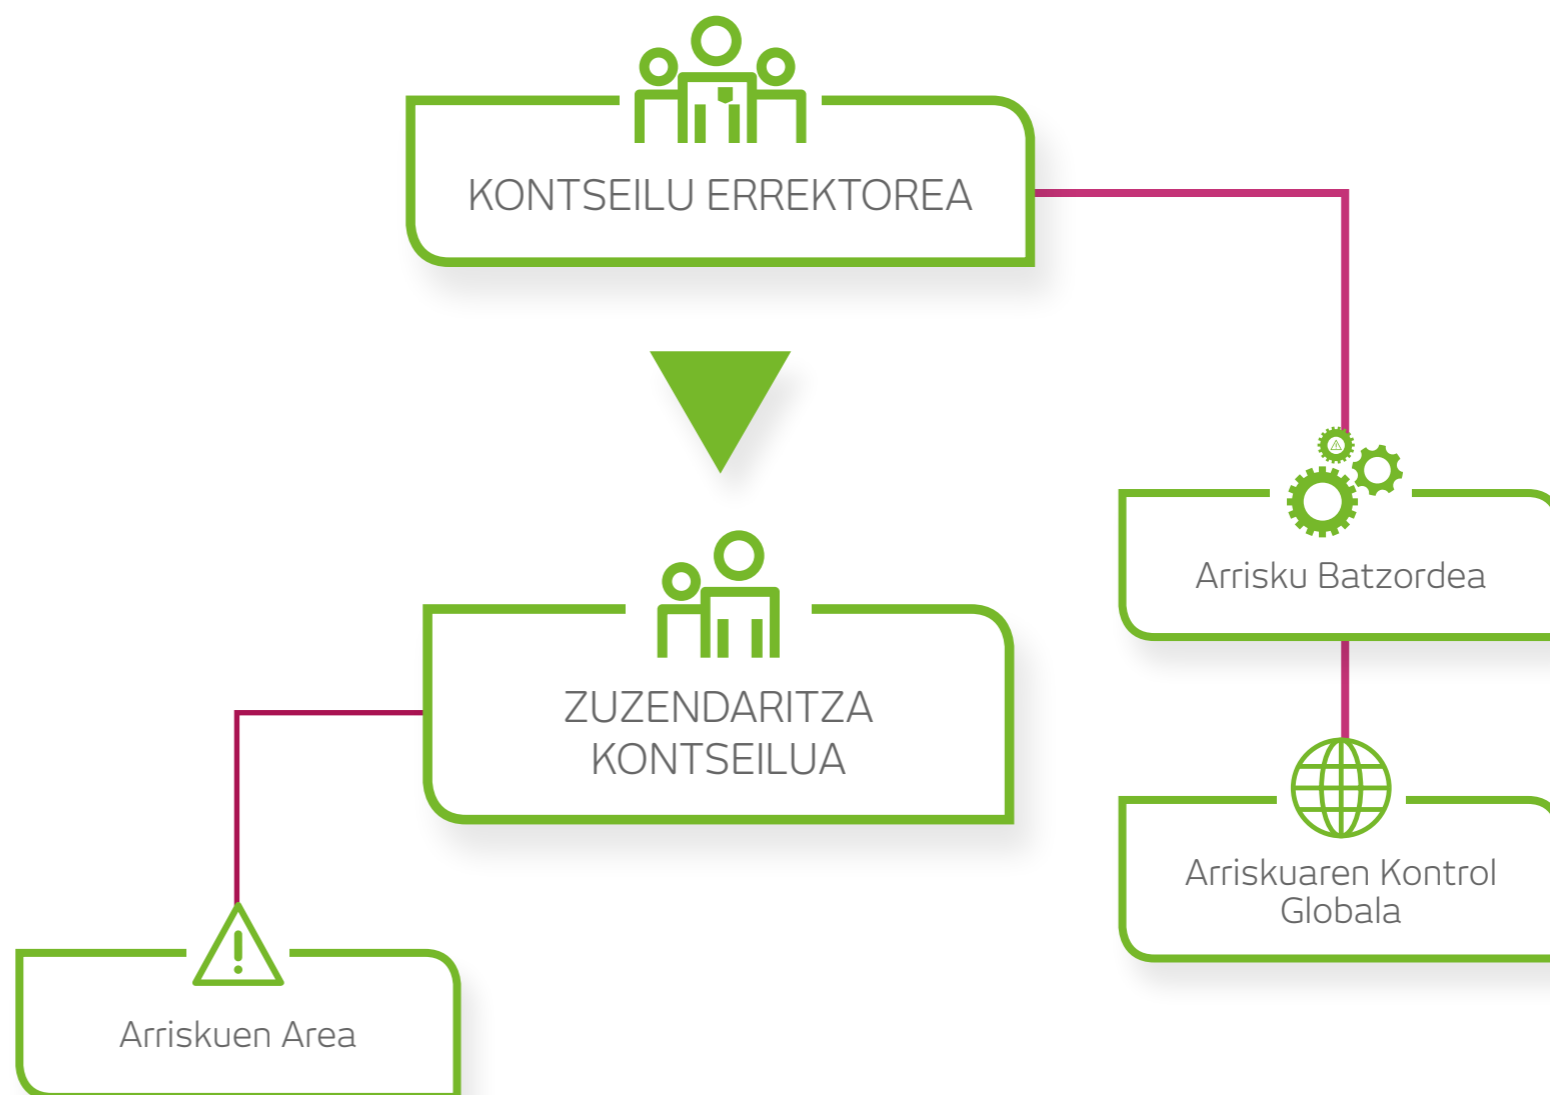 KONTSEILU ERREKTOREA
Arrisku Batzordea
ZUZENDARITZA
KONTSEILUA
Arriskuaren Kontrol
Globala
Arriskuen Area